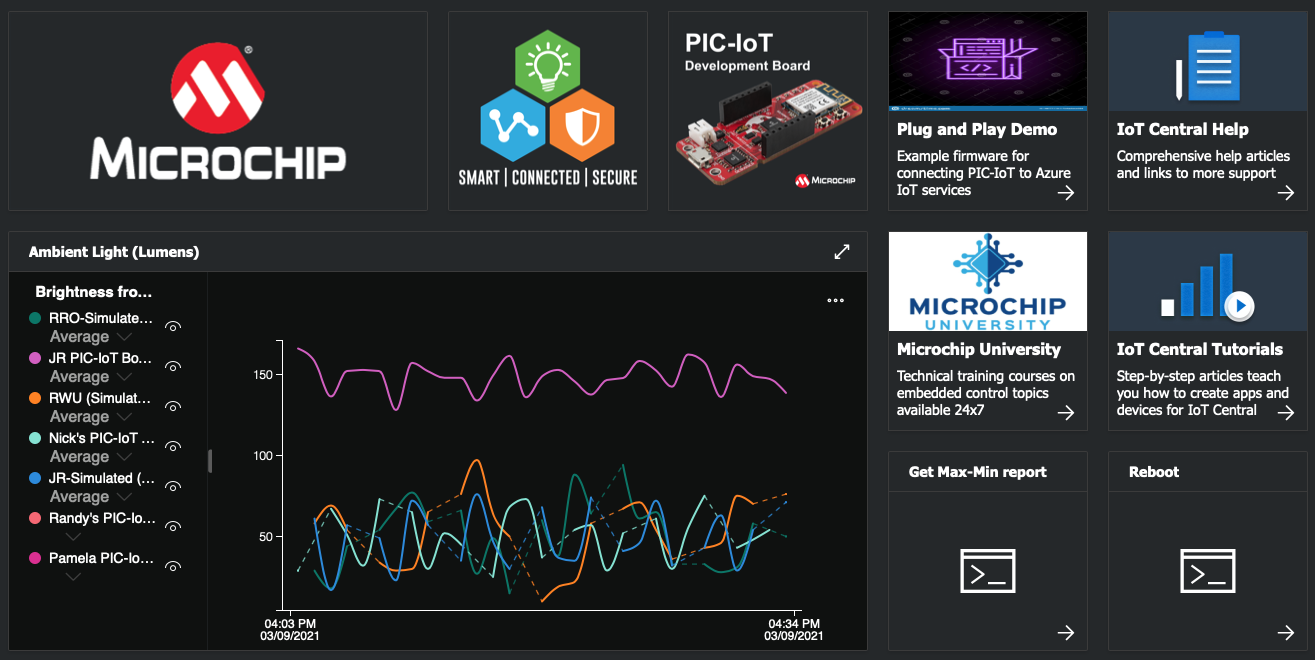 MICROCHIP
SMART | CONNECTED | SECURE
PIC-IoT
Development Board
MICROCHIP
Plug and Play Demo
Example firmware for
connecting PIC-IoT to Azure
IoT services
IoT Central Help
Comprehensive help articles
and links to more support
Ambient Light (Lumens)
Brightness fro...
RRO-Simulate...
Average
JR PIC-IoT Bo...
Average
RWU (Simulat...
Average
Nick's PIC-IoT ...
Average
JR-Simulated (...
Average
Randy's PIC-Io...
Pamela PIC-Io...
150
100
50
04:03 PM
03/09/2021
04:34 PM
03/09/2021
MICROCHIP
UNIVERSITY
Microchip University
Technical training courses on
embedded control topics
available 24x7
IoT Central Tutorials
Step-by-step articles teach
you how to create apps and
devices for IoT Central
Get Max-Min report
Reboot